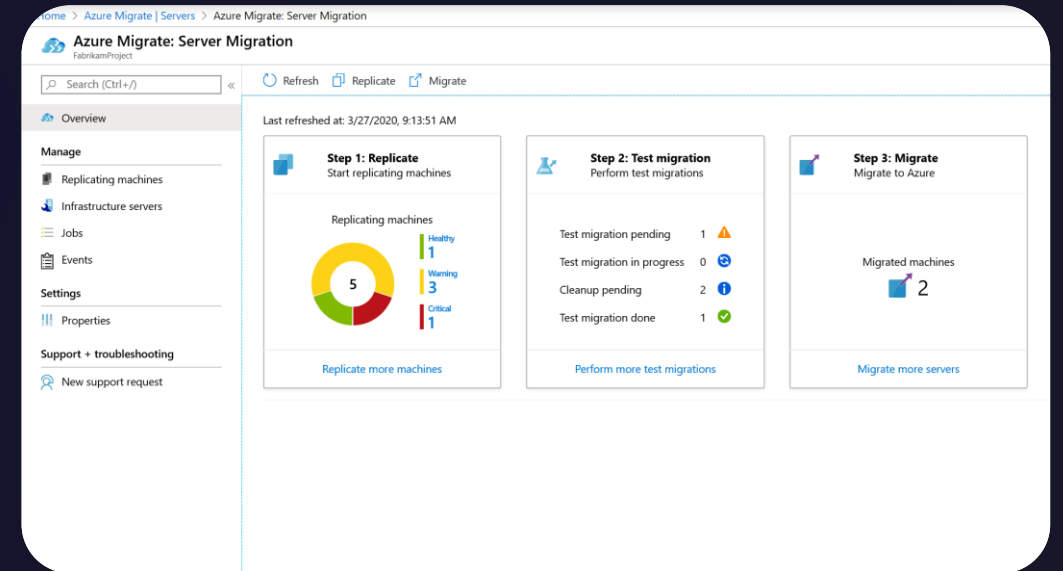 Home > Azure Migrate | Servers > Azure Migrate: Server Migration
Azure Migrate: Server Migration
FabrikamProject
Search (Ctrl+/)
«
Refresh Replicate Migrate
Overview
Manage
Replicating machines
Infrastructure servers
Jobs
Events
Settings
Properties
Support + troubleshooting
New support request
Last refreshed at: 3/27/2020, 9:13:51 AM
Step 1: Replicate
Start replicating machines
Replicating machines
5
Healthy
1
Warning
3
Critical
1
Replicate more machines
Step 2: Test migration
Perform test migrations
Test migration pending 1
Test migration in progress 0
Cleanup pending 2
Test migration done 1
Perform more test migrations
Step 3: Migrate
Migrate to Azure
Migrated machines
2
Migrate more servers